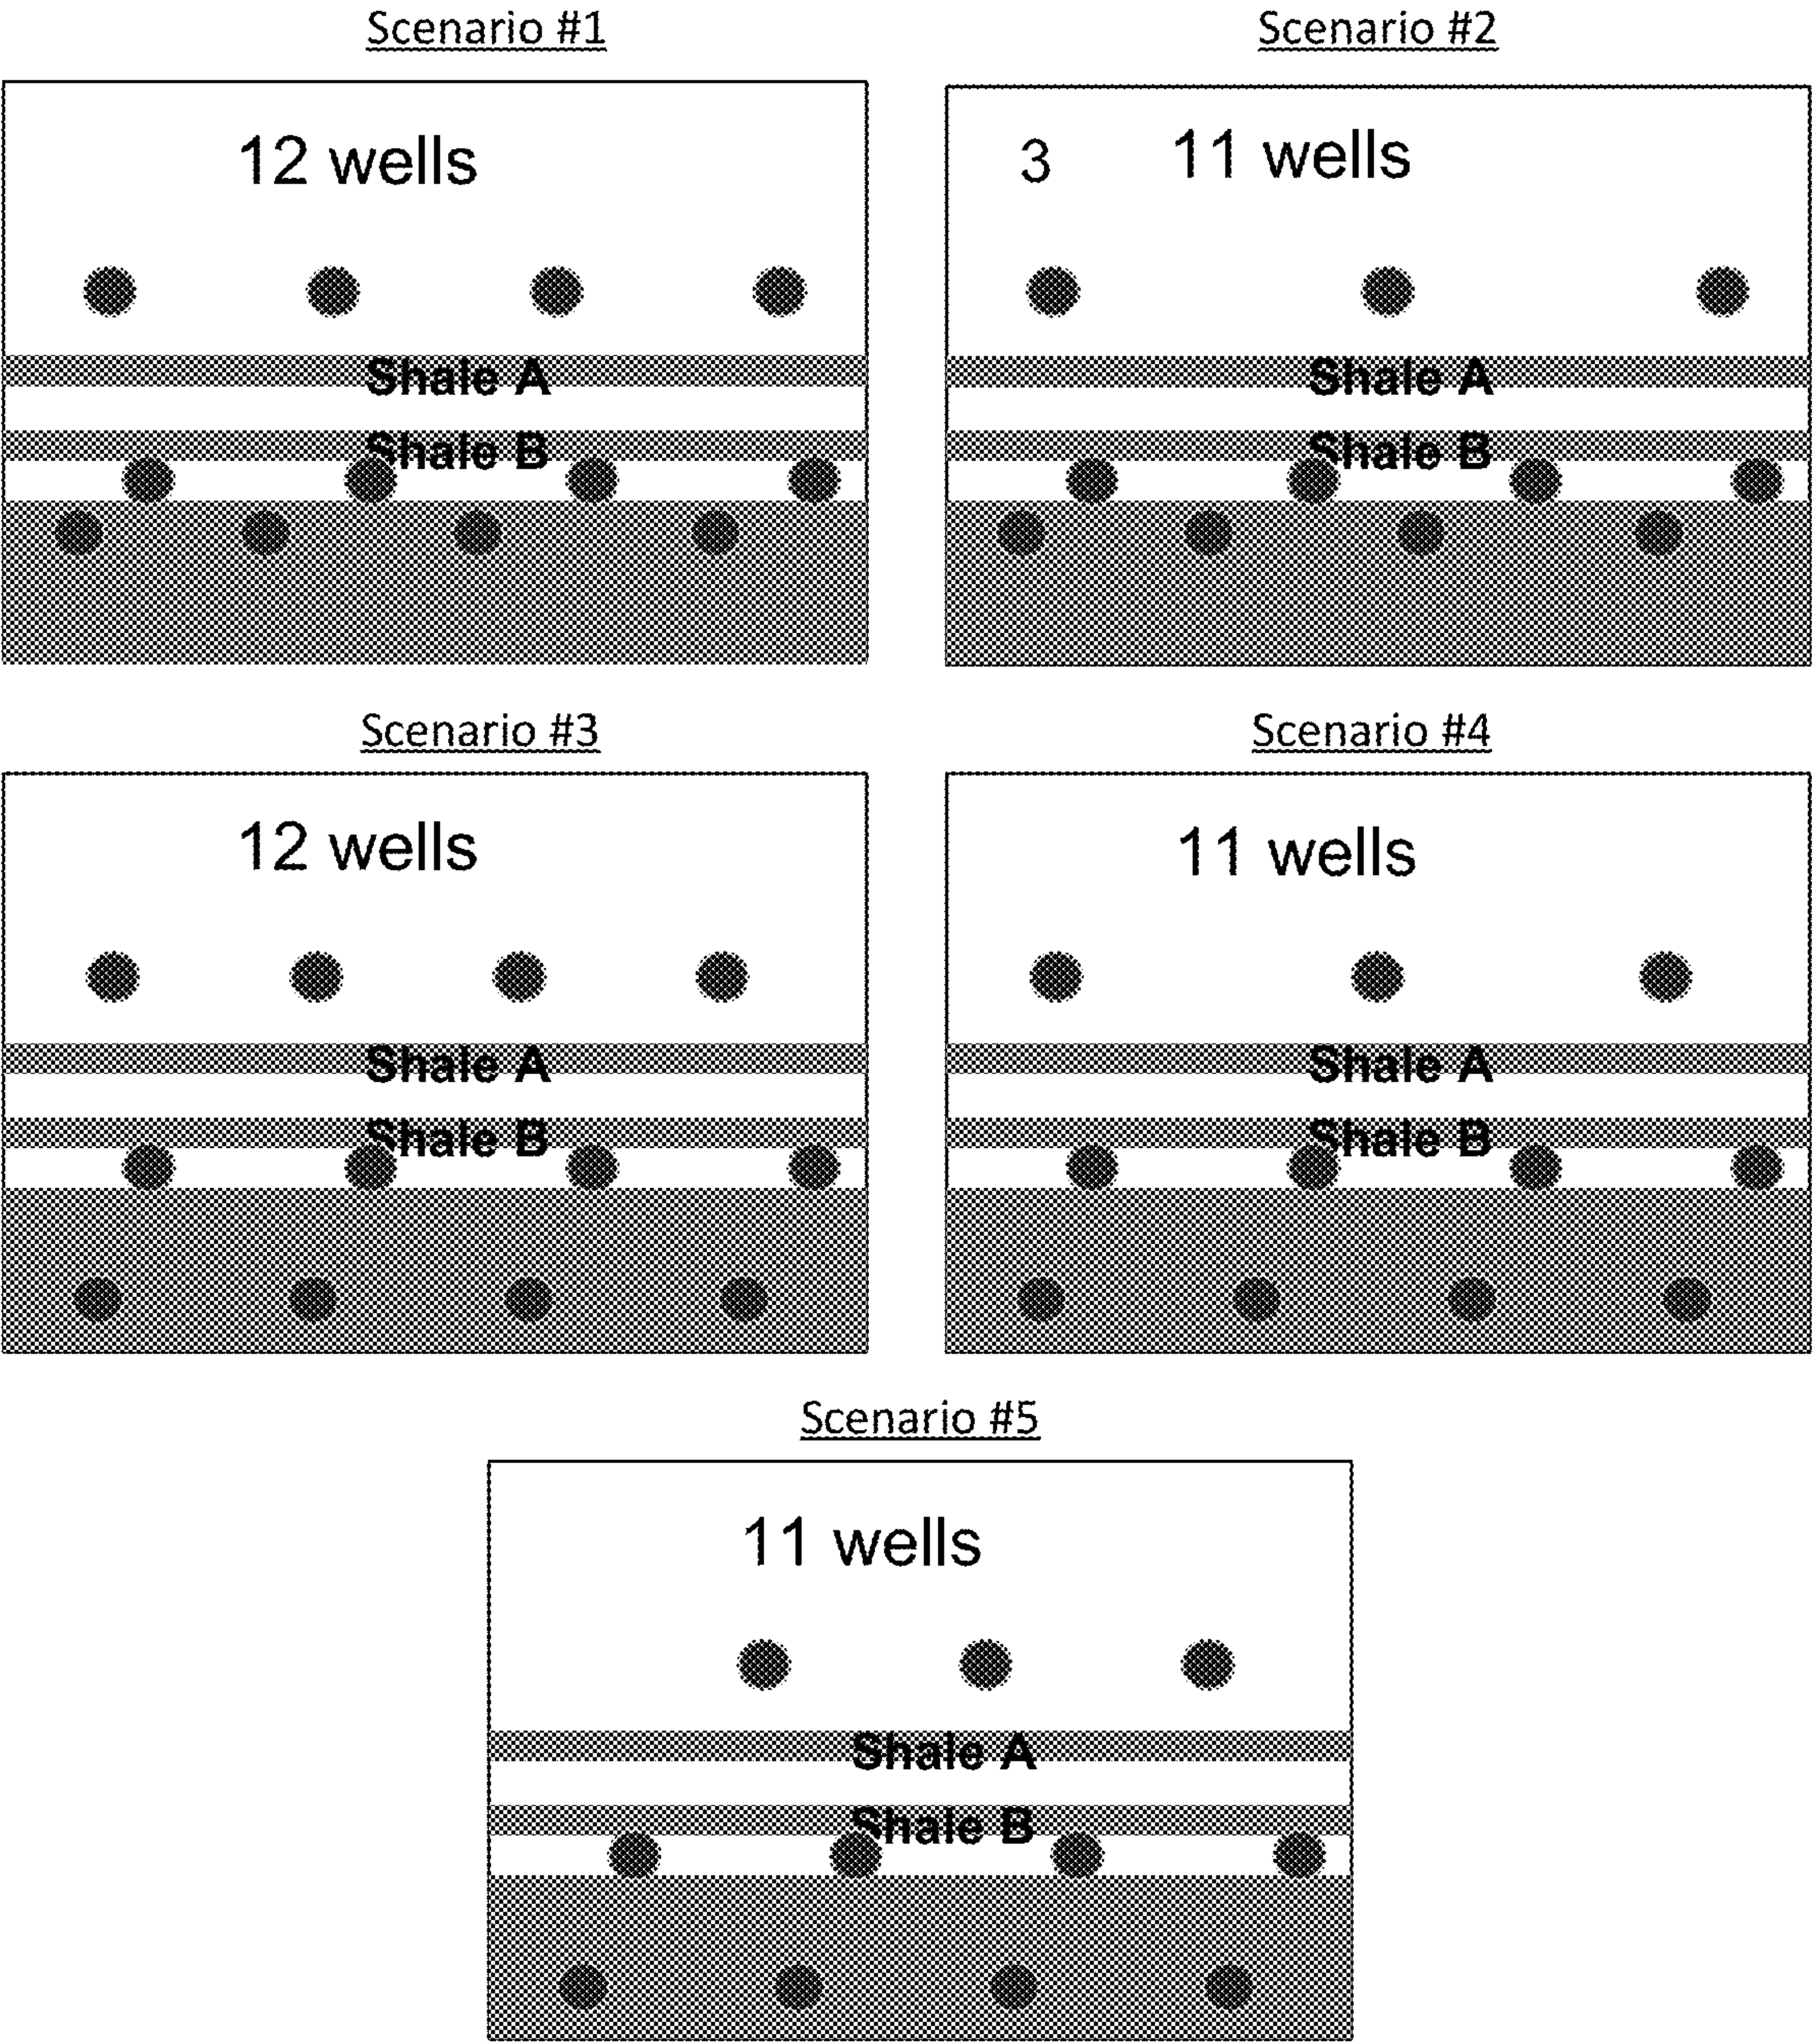 Scenario #1
12 wells
Shale A
Shale B
Scenario #2
3 11 wells
Shale A
Shale B
Scenario #3
12 wells
Shale A
Shale B
Scenario #4
11 wells
Shale A
Shale B
Scenario #5
11 wells
Shale A
Shale B